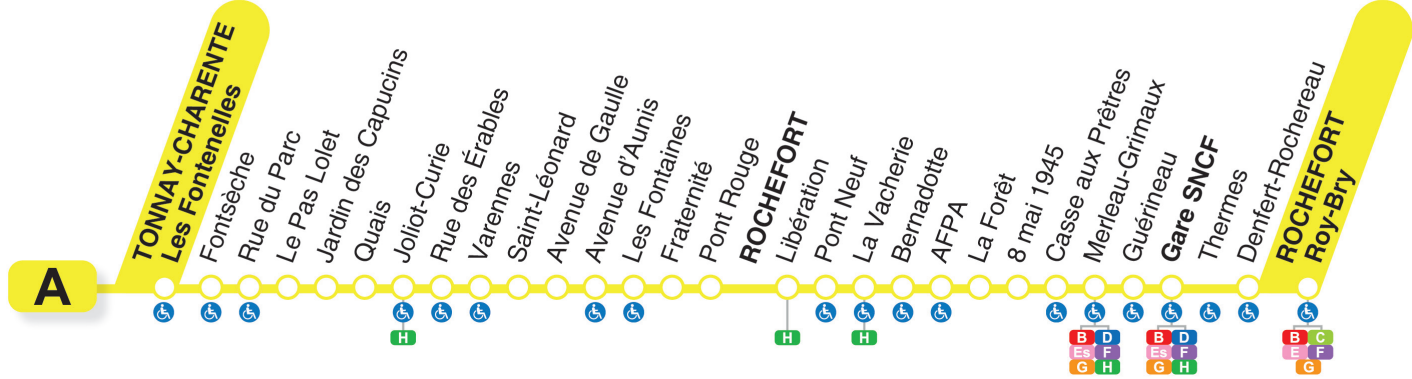 A
TONNAY-CHARENTE
Les Fontenelles
Fontsèche
Rue du Parc
Le Pas Lolet
Jardin des Capucins
Quais
Joliot-Curie
Rue des Érables
Varennes
Saint-Léonard
Avenue de Gaulle
Avenue d'Aunis
Les Fontaines
Fraternité
Pont Rouge
ROCHEFORT
Libération
Pont Neuf
La Vacherie
Bernadotte
AFPA
La Forêt
8 mai 1945
Casse aux Prêtres
Merleau-Grimaux
Guérineau
Gare SNCF
Thermes
Denfert-Rochereau
ROCHEFORT
Roy-Bry
H
H
H
B D
Es F
G H
B D
Es F
G H
B C
E F
G